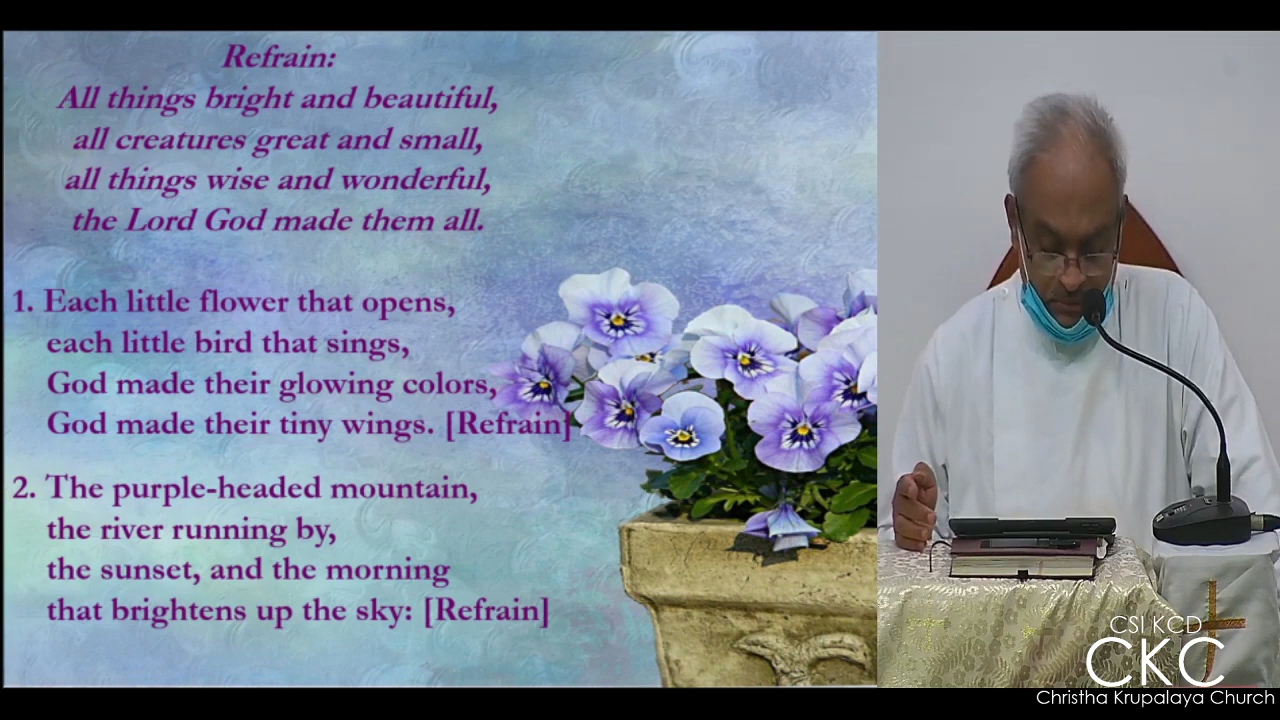 Refrain:
All things bright and beautiful,
all creatures great and small,
all things wise and wonderful,
the Lord God made them all.
1. Each little flower that opens,
each little bird that sings,
God made their glowing colors,
God made their tiny wings. [Refrain]
2. The purple-headed mountain,
the river running by,
the sunset, and the morning
that brightens up the sky: [Refrain]
CSI KCD
CKC
Christha Krupalaya Church